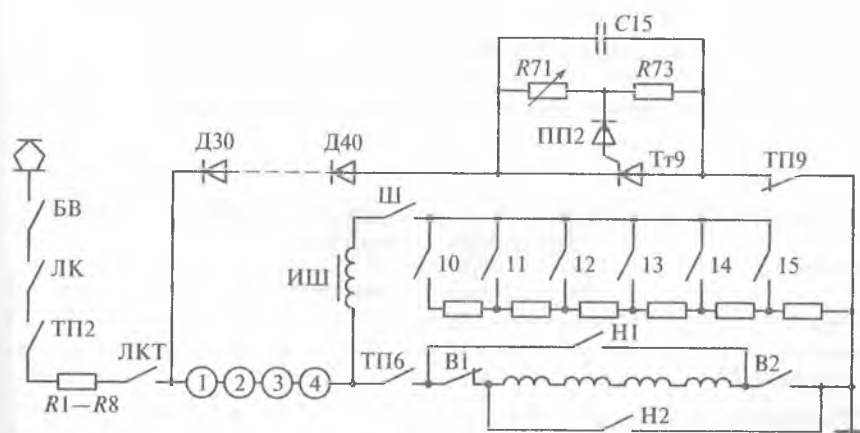 C15
R71
R73
ПП2
Тт9
ТП9
Д30
Д40
БВ
ЛК
ТП2
ЛКТ
R1—R8
Ш
ИШ
10
11
12
13
14
15
1
2
3
4
ТП6
В1
Н1
В2
Н2